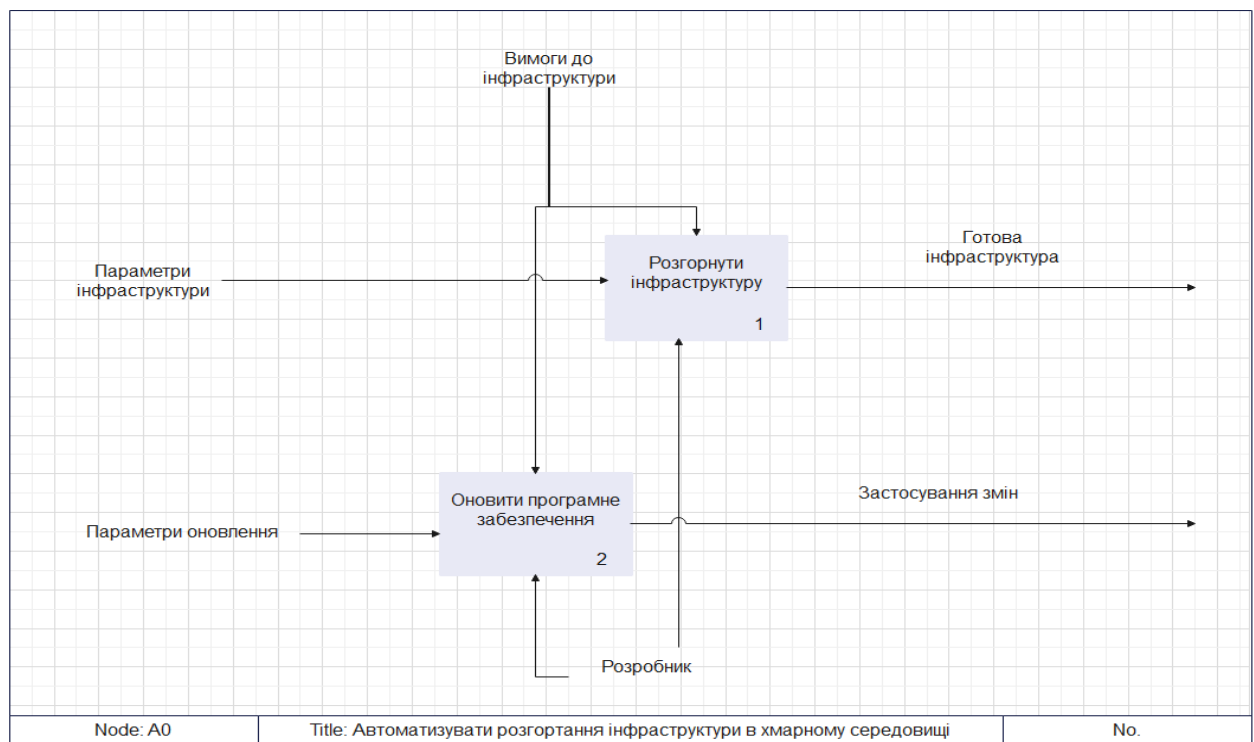 Вимоги до
інфраструктури
Готова
інфраструктура
Розгорнути
інфраструктуру
1
Параметри
інфраструктури
Застосування змін
Оновити програмне
забезпечення
2
Параметри оновлення
Розробник
Node: A0
Title: Автоматизувати розгортання інфраструктури в хмарному середовищі
No.